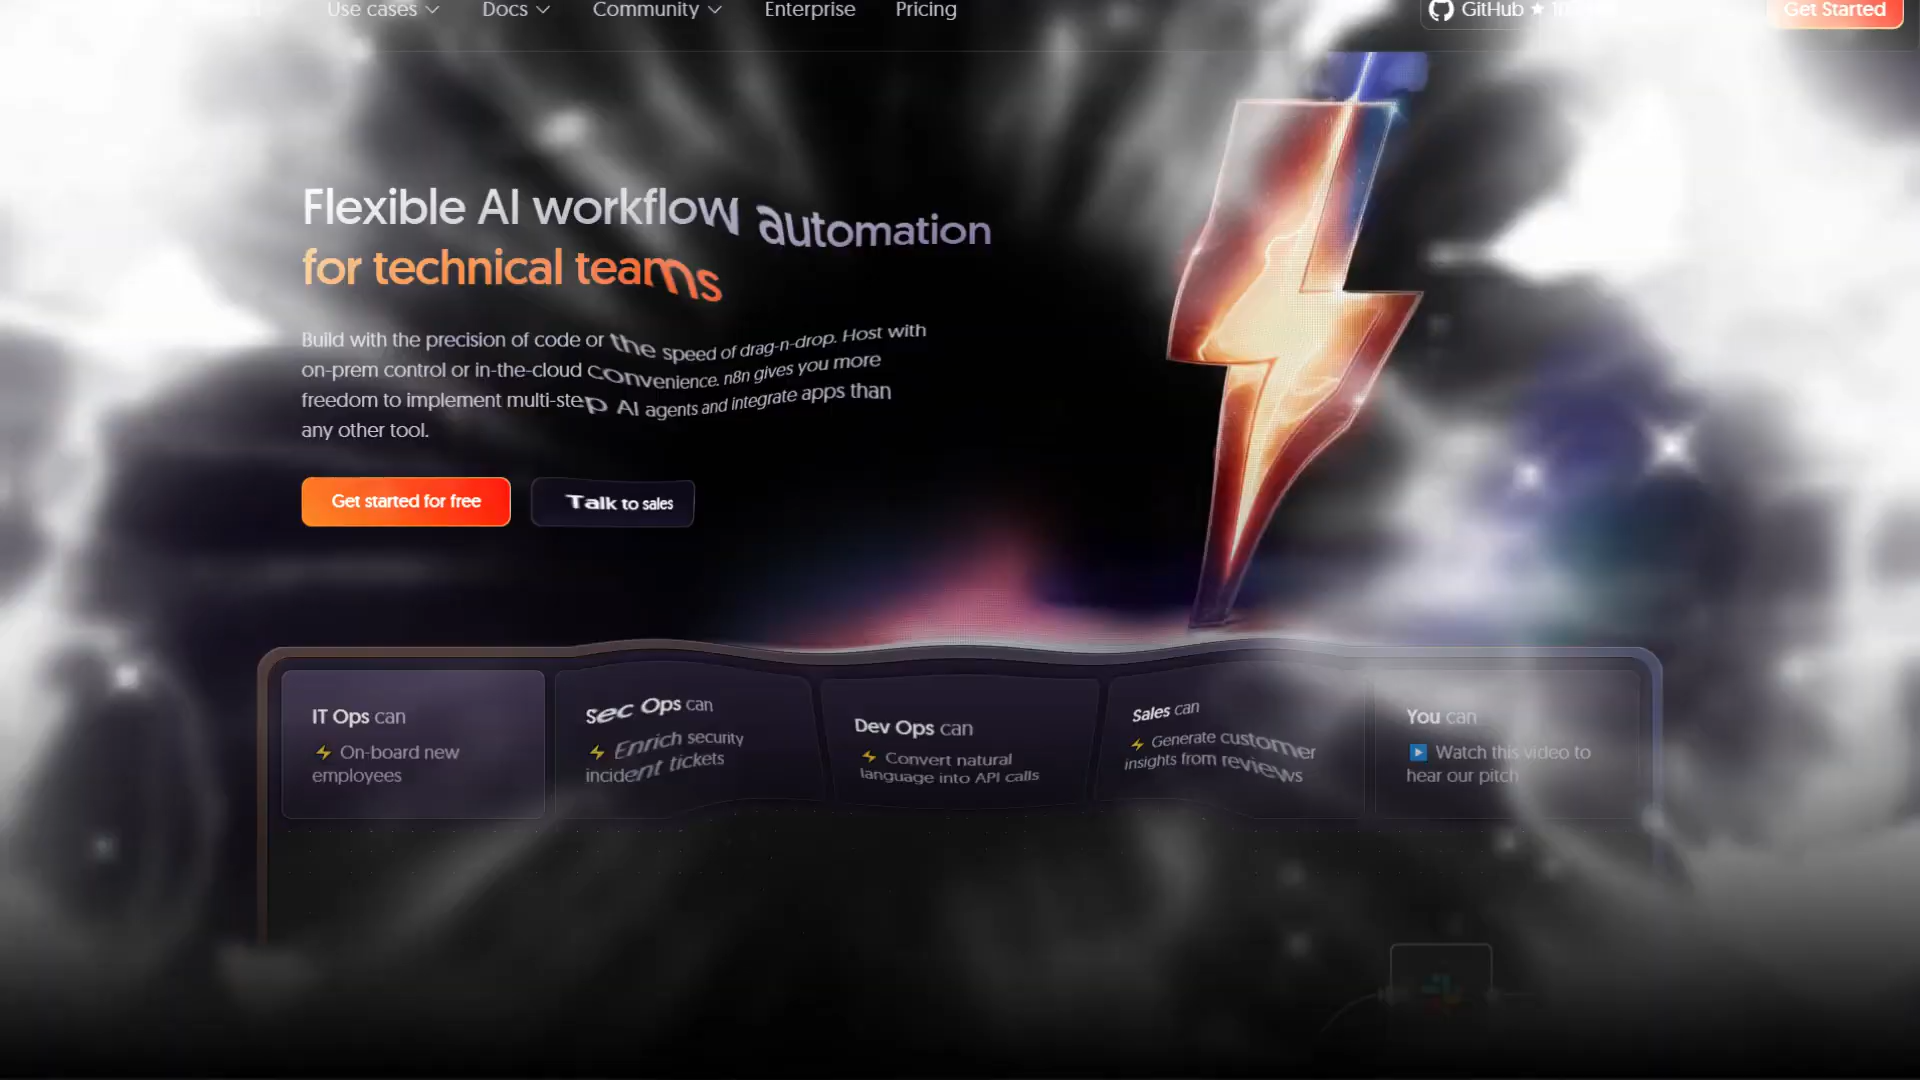 Use cases Docs Community Enterprise Pricing GitHub ★ Get Started
Flexible AI workflow automation
for technical teams
Build with the precision of code or the speed of drag-n-drop. Host with
on-prem control or in-the-cloud convenience. n8n gives you more
freedom to implement multi-step AI agents and integrate apps than
any other tool.
Get started for free Talk to sales
IT Ops can
⚡ On-board new
employees
Sec Ops can
⚡ Enrich security
incident tickets
Dev Ops can
⚡ Convert natural
language into API calls
Sales can
⚡ Generate customer
insights from reviews
You can
▶️ Watch this video to
hear our pitch